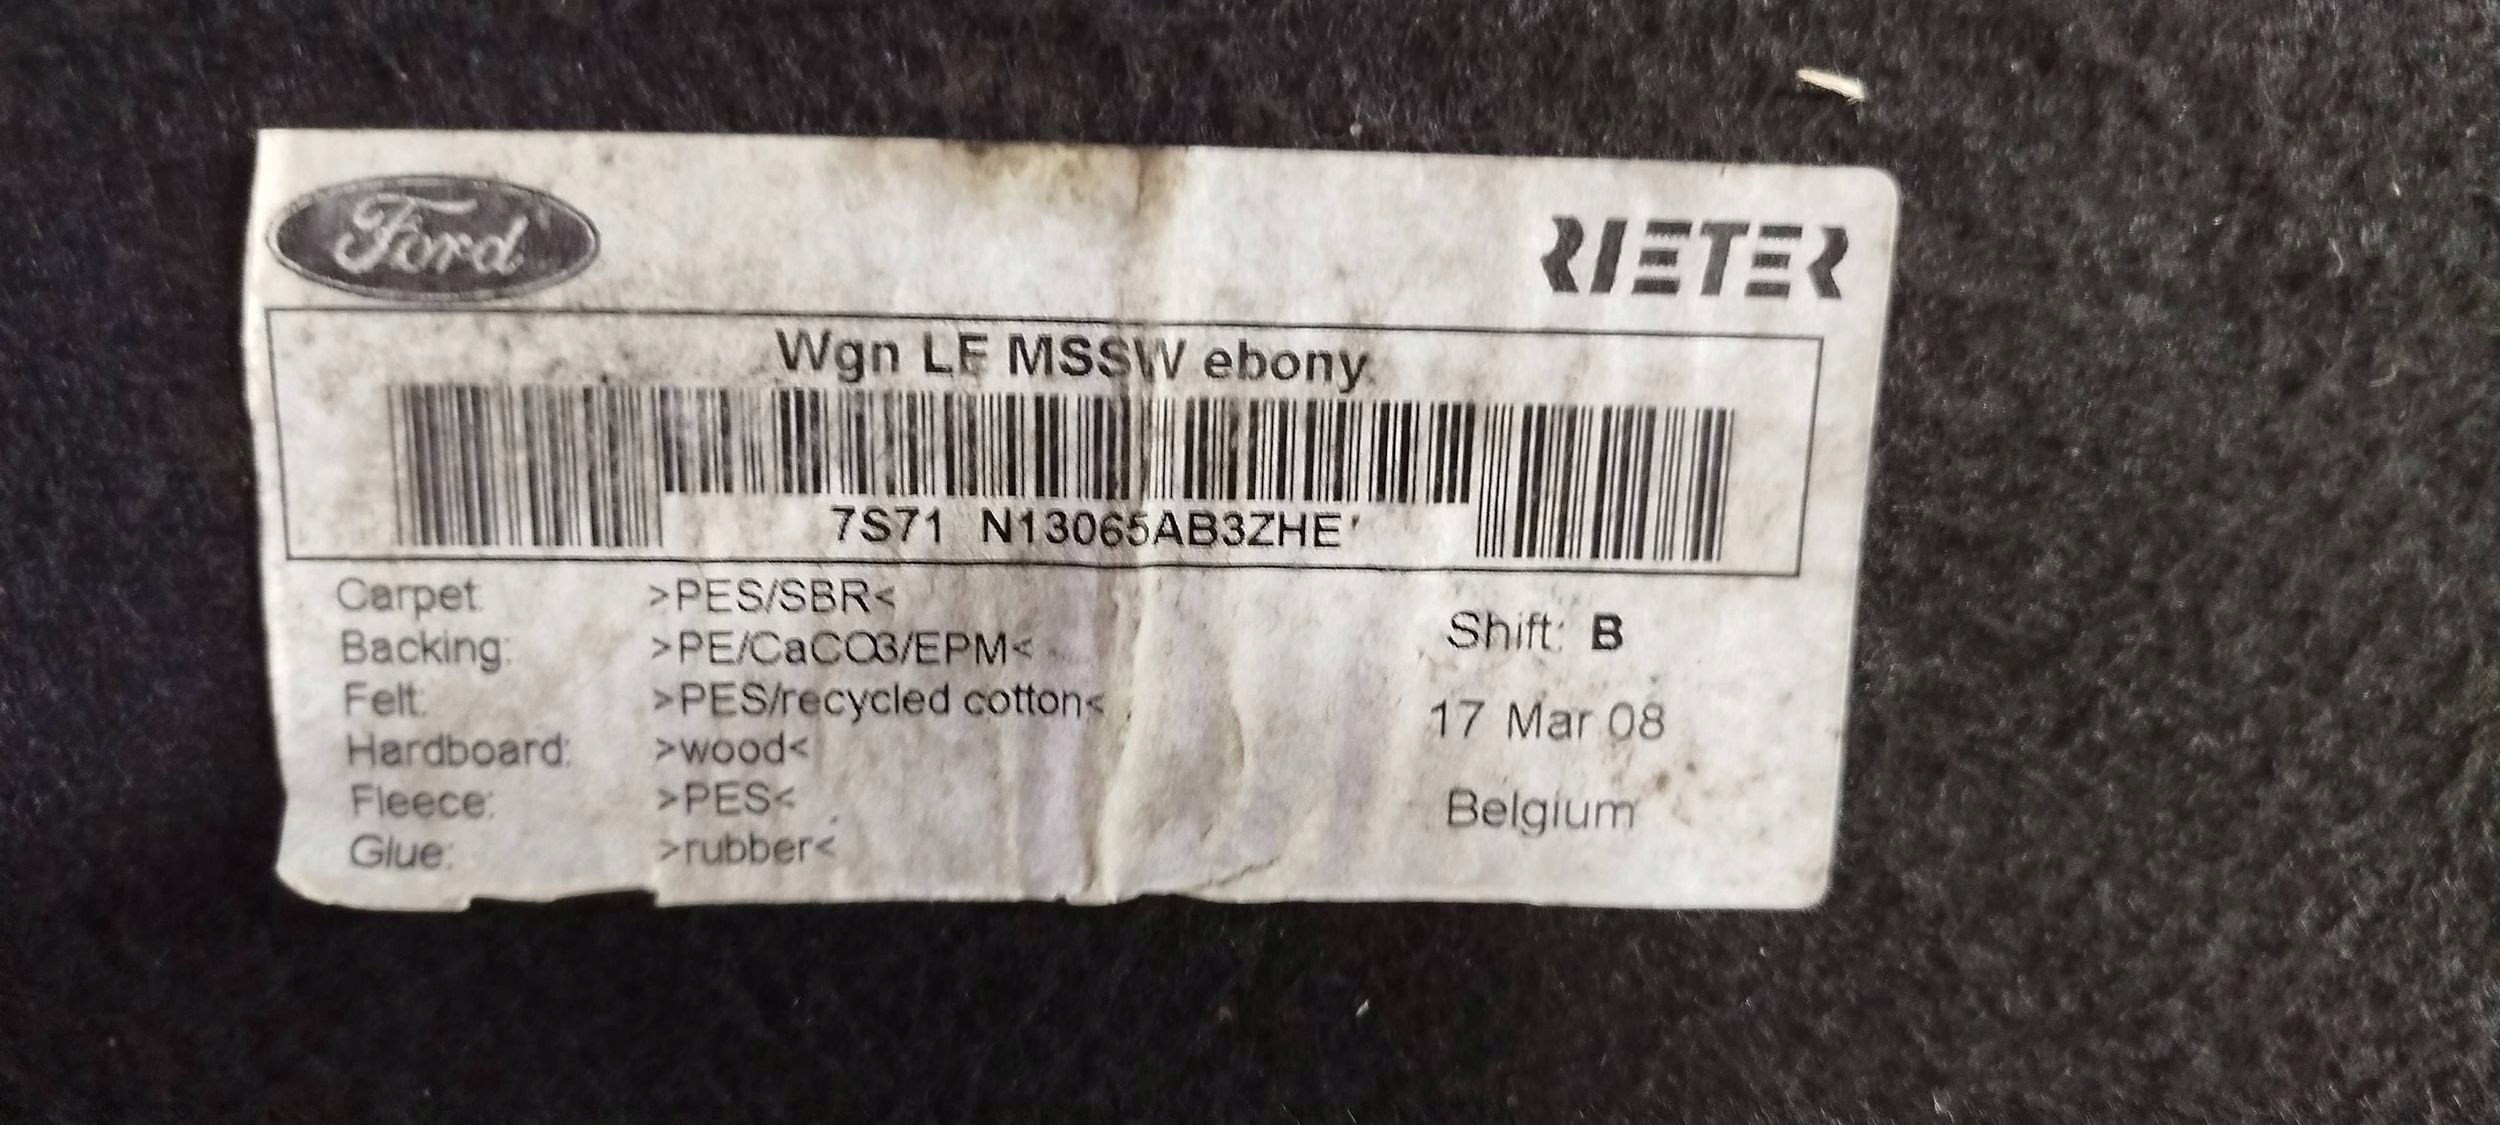 Ford
RIETER
Wgn LE MSSW ebony
7S71 N13065AB3ZHE'
Carpet: >PES/SBR<
Backing: >PE/CaCO3/EPM<
Felt: >PES/recycled cotton<
Hardboard: >wood<
Fleece: >PES<
Glue: >rubber<
Shift: B
17 Mar 08
Belgium